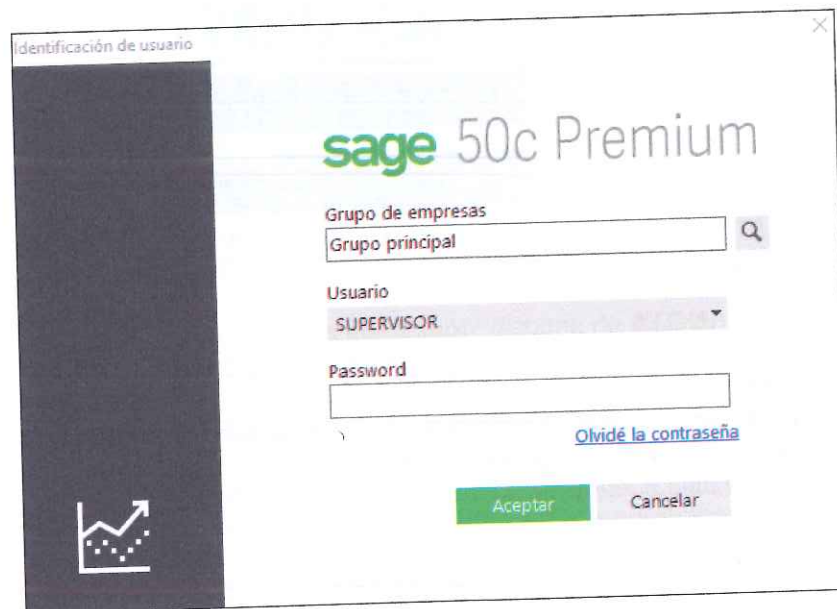 Identificación de usuario
sage 50c Premium
Grupo de empresas
Grupo principal
Usuario
SUPERVISOR
Password
Olvidé la contraseña
Aceptar
Cancelar